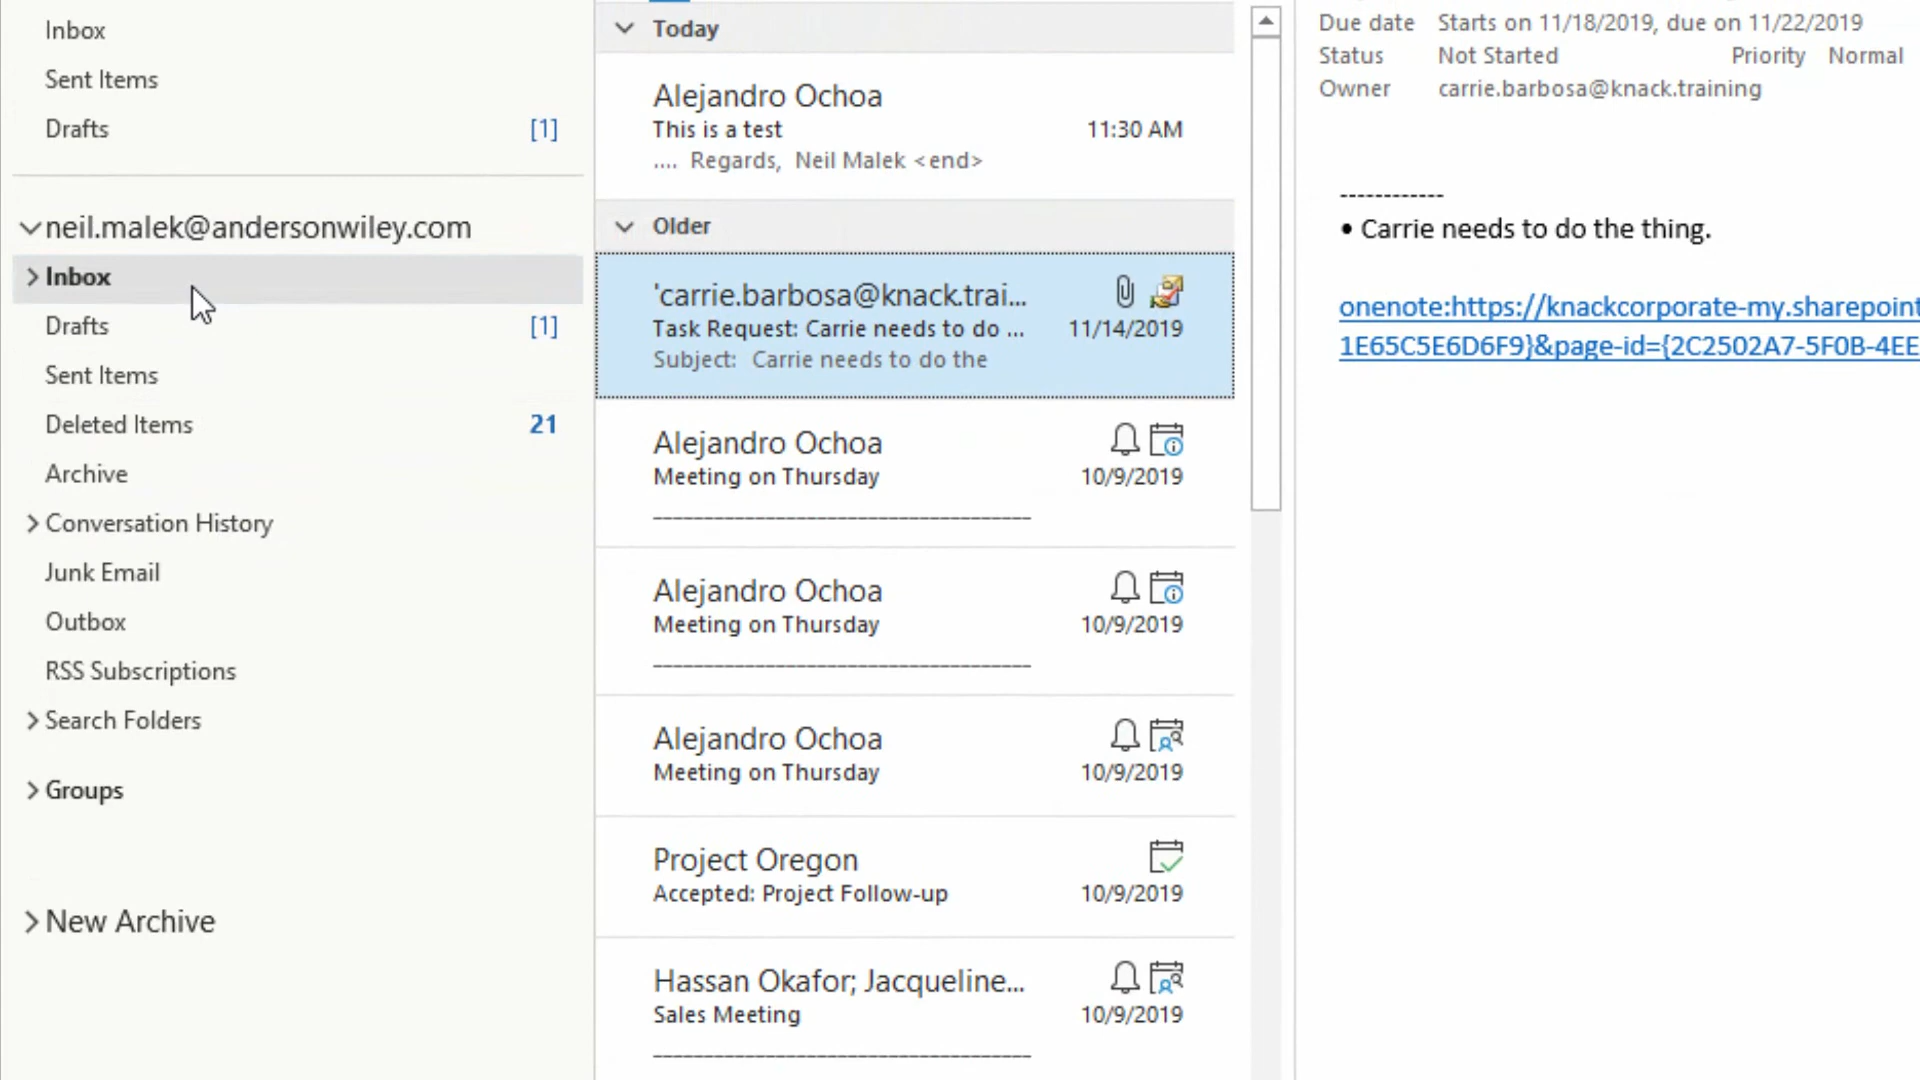 Inbox
Sent Items
Drafts [1]
neil.malek@andersonwiley.com
Inbox
Drafts [1]
Sent Items
Deleted Items 21
Archive
Conversation History
Junk Email
Outbox
RSS Subscriptions
Search Folders
Groups
New Archive
Today
Alejandro Ochoa
This is a test 11:30 AM
.... Regards, Neil Malek <end>
Older
'carrie.barbosa@knack.trai...
Task Request: Carrie needs to do ... 11/14/2019
Subject: Carrie needs to do the
Alejandro Ochoa
Meeting on Thursday 10/9/2019
Alejandro Ochoa
Meeting on Thursday 10/9/2019
Alejandro Ochoa
Meeting on Thursday 10/9/2019
Project Oregon
Accepted: Project Follow-up 10/9/2019
Hassan Okafor; Jacqueline...
Sales Meeting 10/9/2019
Due date Starts on 11/18/2019, due on 11/22/2019
Status Not Started Priority Normal
Owner carrie.barbosa@knack.training
------------
• Carrie needs to do the thing.
onenote:https://knackcorporate-my.sharepoint
1E65C5E6D6F9}&page-id={2C2502A7-5F0B-4EE